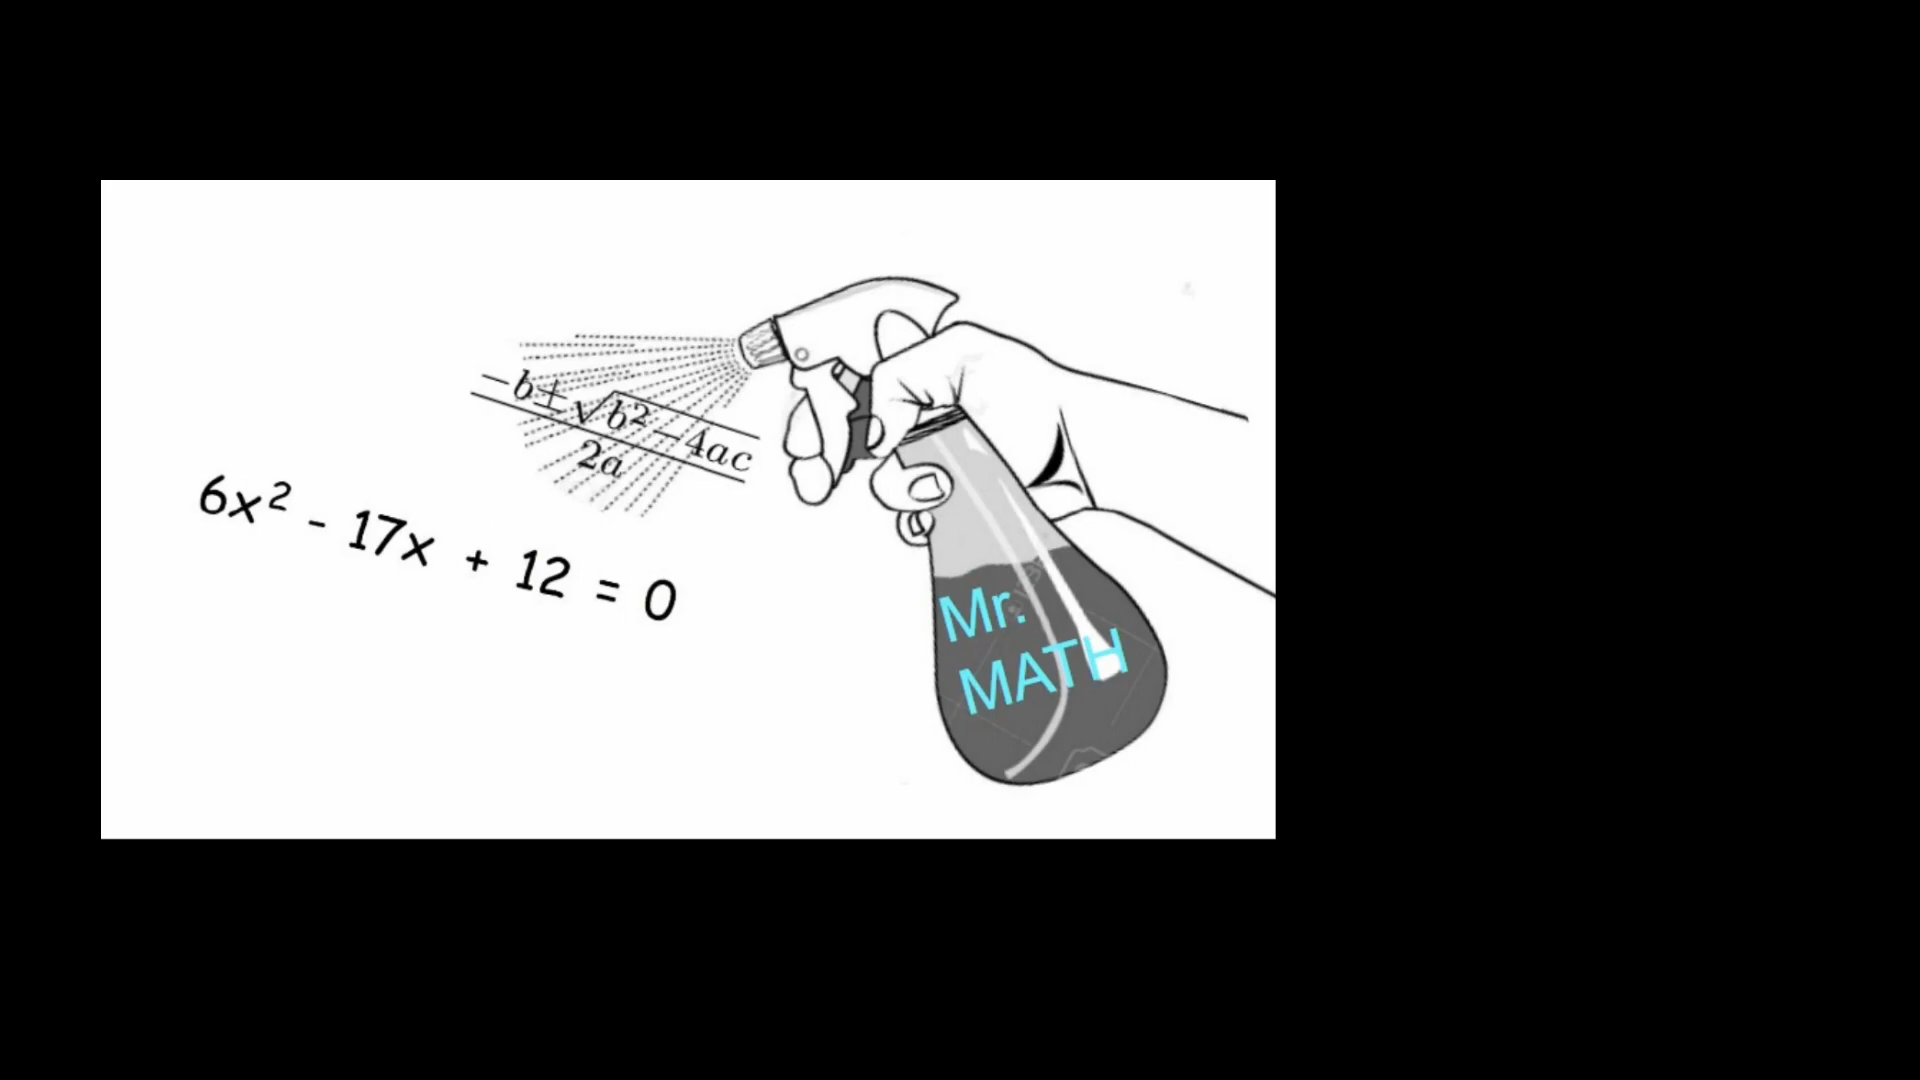 −b±√b²−4ac
2a
6x² - 17x + 12 = 0
Mr.
MATH